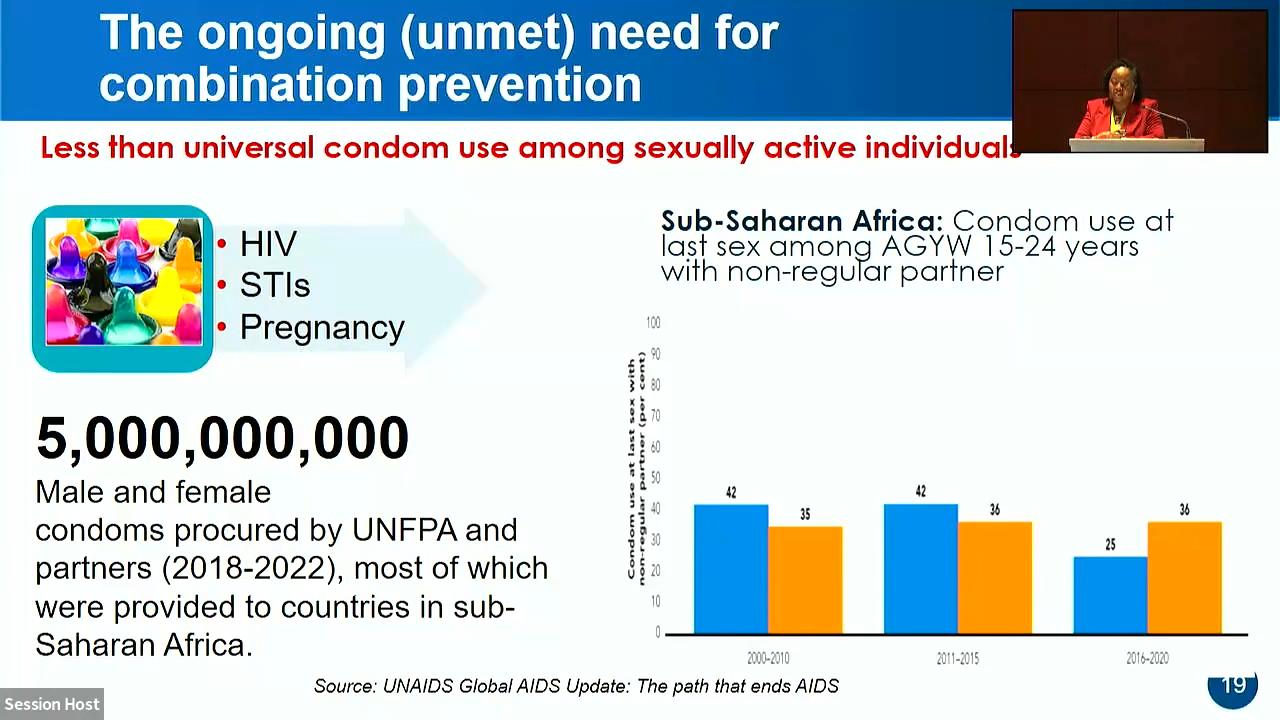 The ongoing (unmet) need for
combination prevention
Less than universal condom use among sexually active individuals
• HIV
• STIs
• Pregnancy
5,000,000,000
Male and female
condoms procured by UNFPA and
partners (2018-2022), most of which
were provided to countries in sub-
Saharan Africa.
Sub-Saharan Africa: Condom use at
last sex among AGYW 15-24 years
with non-regular partner
Condom use at last sex with
non-regular partner (per cent)
100
90
80
70
60
50
40
30
20
10
0
42
35
42
36
25
36
2000–2010
2011–2015
2016–2020
Source: UNAIDS Global AIDS Update: The path that ends AIDS
19
Session Host